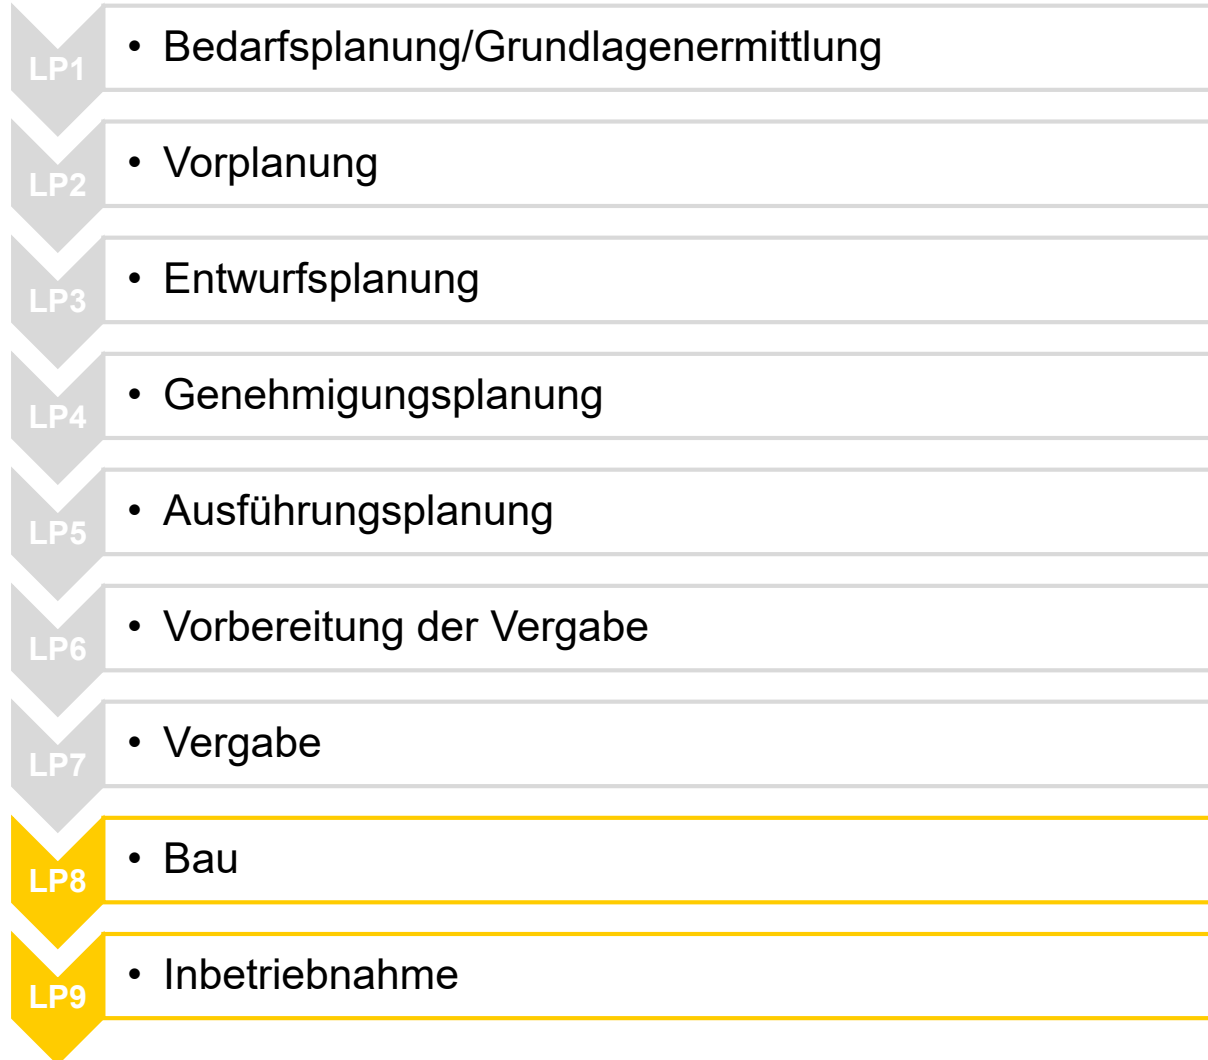 LP1 • Bedarfsplanung/Grundlagenermittlung
LP2 • Vorplanung
LP3 • Entwurfsplanung
LP4 • Genehmigungsplanung
LP5 • Ausführungsplanung
LP6 • Vorbereitung der Vergabe
LP7 • Vergabe
LP8 • Bau
LP9 • Inbetriebnahme